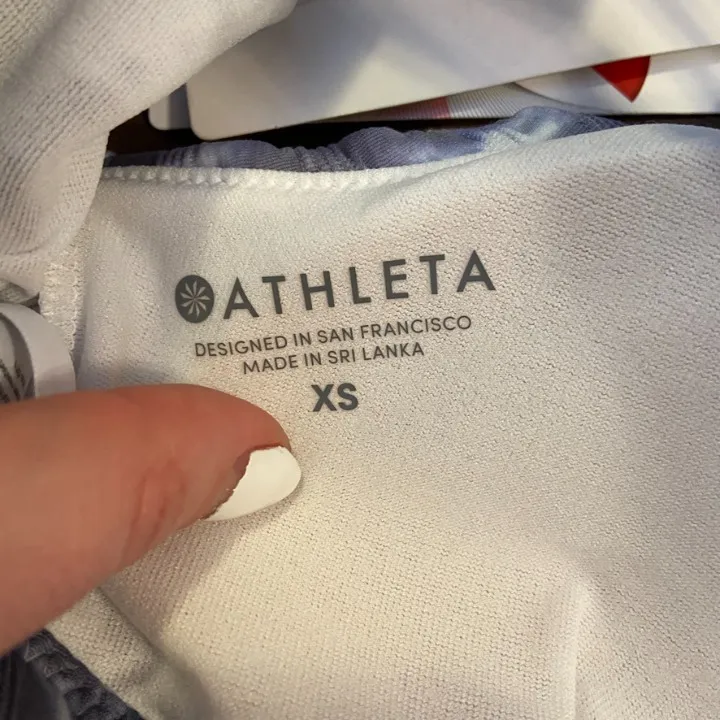 ATHLETA
DESIGNED IN SAN FRANCISCO
MADE IN SRI LANKA
XS